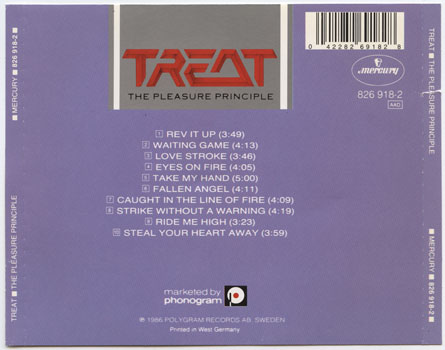 MERCURY ■ 826 918-2
TREAT ■ THE PLEASURE PRINCIPLE
TREAT
THE PLEASURE PRINCIPLE
0 42282 69182 8
mercury
826 918-2
AAD
1 REV IT UP (3:49)
2 WAITING GAME (4:13)
3 LOVE STROKE (3:46)
4 EYES ON FIRE (4:05)
5 TAKE MY HAND (5:00)
6 FALLEN ANGEL (4:11)
7 CAUGHT IN THE LINE OF FIRE (4:09)
8 STRIKE WITHOUT A WARNING (4:19)
9 RIDE ME HIGH (3:23)
10 STEAL YOUR HEART AWAY (3:59)
marketed by
phonogram
℗ 1986 POLYGRAM RECORDS AB, SWEDEN
Printed in West Germany
TREAT ■ THE PLEASURE PRINCIPLE
■ MERCURY ■ 826 918-2 ■